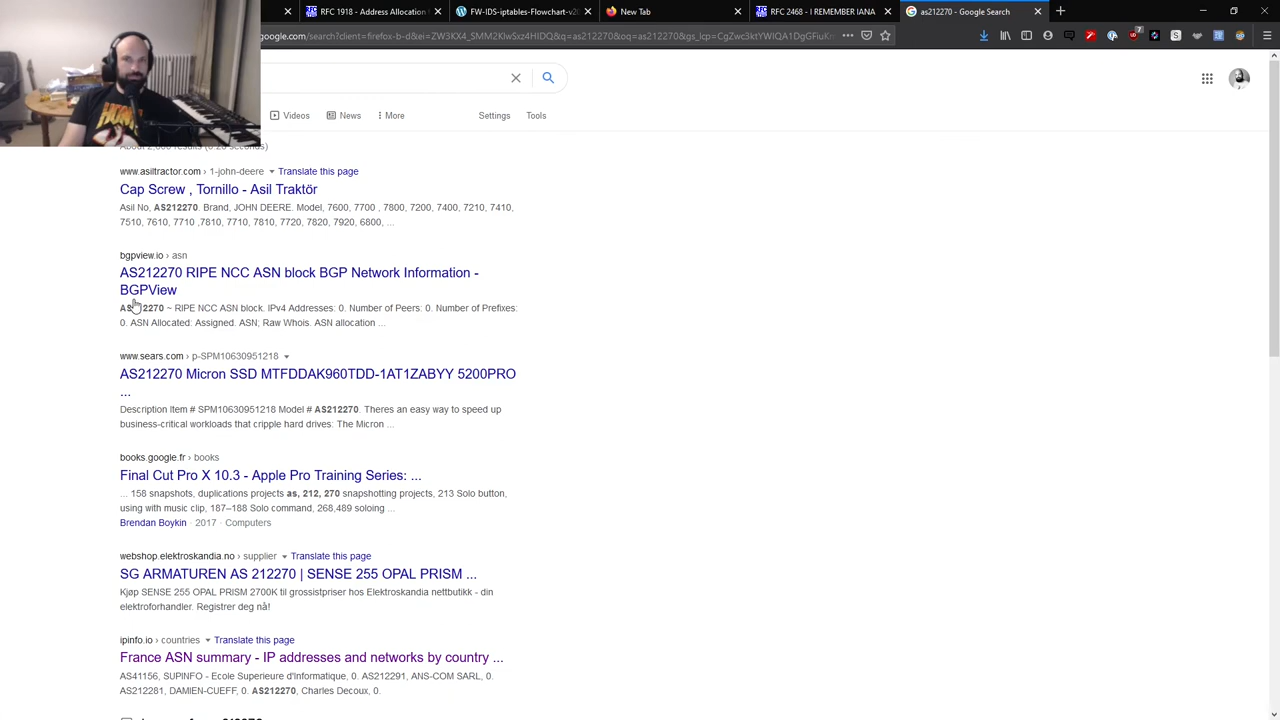 RFC 1918 - Address Allocation
FW-IDS-iptables-Flowchart-v20
New Tab
RFC 2468 - I REMEMBER IANA
as212270 - Google Search
google.com/search?client=firefox-b-d&ei=
Videos
News
More
Settings
Tools
www.asiltractor.com › 1-john-deere
Translate this page
Cap Screw , Tornillo - Asil Traktör
Asil No, AS212270. Brand, JOHN DEERE. Model, 7600, 7700 , 7800, 7200, 7400, 7210, 7410,
7510, 7610, 7710 ,7810, 7710, 7810, 7720, 7820, 7920, 6800, ...
bgpview.io › asn
AS212270 RIPE NCC ASN block BGP Network Information -
BGPView
AS212270 ~ RIPE NCC ASN block. IPv4 Addresses: 0. Number of Peers: 0. Number of Prefixes:
0. ASN Allocated: Assigned. ASN; Raw Whois. ASN allocation ...
www.sears.com › p-SPM10630951218
AS212270 Micron SSD MTFDDAK960TDD-1AT1ZABYY 5200PRO
...
Description Item # SPM10630951218 Model # AS212270. Theres an easy way to speed up
business-critical workloads that cripple hard drives: The Micron ...
books.google.fr › books
Final Cut Pro X 10.3 - Apple Pro Training Series: ...
... 158 snapshots, duplications projects as, 212, 270 snapshotting projects, 213 Solo button,
using with music clip, 187–188 Solo command, 268,489 soloing ...
Brendan Boykin · 2017 · Computers
webshop.elektroskandia.no › supplier
Translate this page
SG ARMATUREN AS 212270 | SENSE 255 OPAL PRISM ...
Kjøp SENSE 255 OPAL PRISM 2700K til grossistpriser hos Elektroskandia nettbutikk - din
elektroforhandler. Registrer deg nå!
ipinfo.io › countries
Translate this page
France ASN summary - IP addresses and networks by country ...
AS41156, SUPINFO - Ecole Superieure d'Informatique, 0. AS212291, ANS-COM SARL, 0.
AS212281, DAMIEN-CUEFF, 0. AS212270, Charles Decoux, 0.